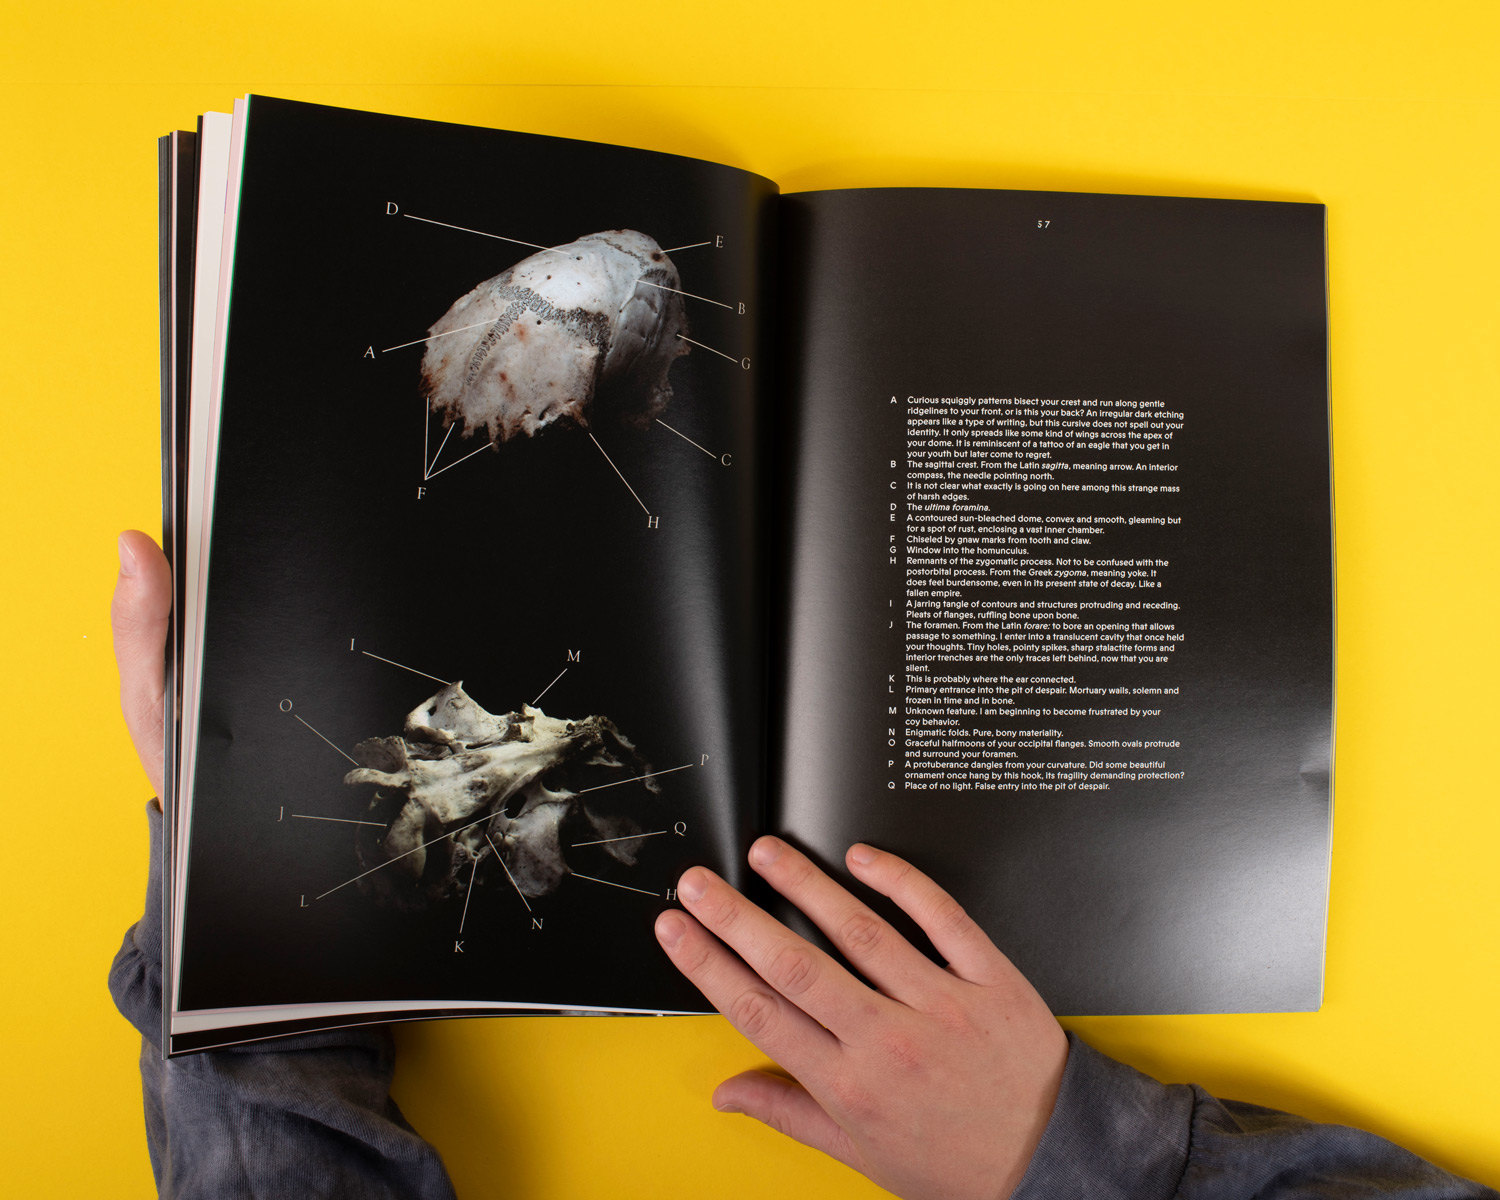 D
E
B
A
G
C
F
H
I
M
O
P
J
Q
L
H
N
K
57
A Curious squiggly patterns bisect your crest and run along gentle
ridgelines to your front, or is this your back? An irregular dark etching
appears like a type of writing, but this cursive does not spell out your
identity. It only spreads like some kind of wings across the apex of
your dome. It is reminiscent of a tattoo of an eagle that you get in
your youth but later come to regret.
B The sagittal crest. From the Latin sagitta, meaning arrow. An interior
compass, the needle pointing north.
C It is not clear what exactly is going on here among this strange mass
of harsh edges.
D The ultima foramina.
E A contoured sun-bleached dome, convex and smooth, gleaming but
for a spot of rust, enclosing a vast inner chamber.
F Chiseled by gnaw marks from tooth and claw.
G Window into the homunculus.
H Remnants of the zygomatic process. Not to be confused with the
postorbital process. From the Greek zygoma, meaning yoke. It
does feel burdensome, even in its present state of decay. Like a
fallen empire.
I A jarring tangle of contours and structures protruding and receding.
Pleats of flanges, ruffling bone upon bone.
J The foramen. From the Latin forare: to bore an opening that allows
passage to something. I enter into a translucent cavity that once held
your thoughts. Tiny holes, pointy spikes, sharp stalactite forms and
interior trenches are the only traces left behind, now that you are
silent.
K This is probably where the ear connected.
L Primary entrance into the pit of despair. Mortuary walls, solemn and
frozen in time and in bone.
M Unknown feature. I am beginning to become frustrated by your
coy behavior.
N Enigmatic folds. Pure, bony materiality.
O Graceful halfmoons of your occipital flanges. Smooth ovals protrude
and surround your foramen.
P A protuberance dangles from your curvature. Did some beautiful
ornament once hang by this hook, its fragility demanding protection?
Q Place of no light. False entry into the pit of despair.